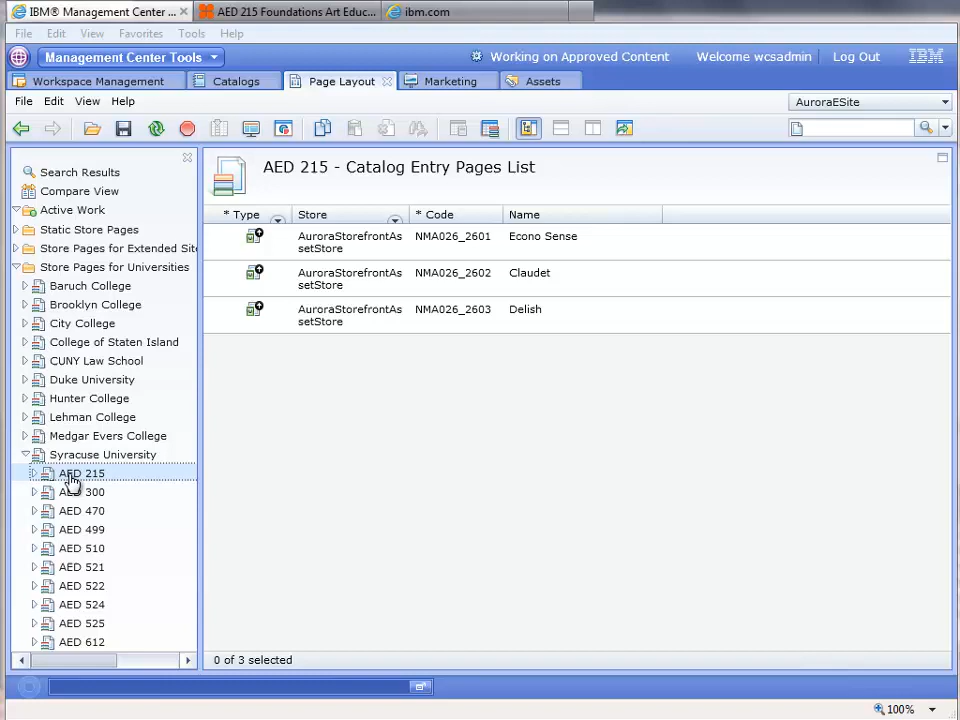 IBM® Management Center ...
AED 215 Foundations Art Educ...
ibm.com
File Edit View Favorites Tools Help
Management Center Tools
Working on Approved Content
Welcome wcsadmin
Log Out
IBM
Workspace Management
Catalogs
Page Layout
Marketing
Assets
File Edit View Help
AuroraESite
Search Results
Compare View
Active Work
Static Store Pages
Store Pages for Extended Sit
Store Pages for Universities
Baruch College
Brooklyn College
City College
College of Staten Island
CUNY Law School
Duke University
Hunter College
Lehman College
Medgar Evers College
Syracuse University
AED 215
AED 300
AED 470
AED 499
AED 510
AED 521
AED 522
AED 524
AED 525
AED 612
AED 215 - Catalog Entry Pages List
* Type Store * Code Name
AuroraStorefrontAs
setStore
NMA026_2601 Econo Sense
AuroraStorefrontAs
setStore
NMA026_2602 Claudet
AuroraStorefrontAs
setStore
NMA026_2603 Delish
0 of 3 selected
100%